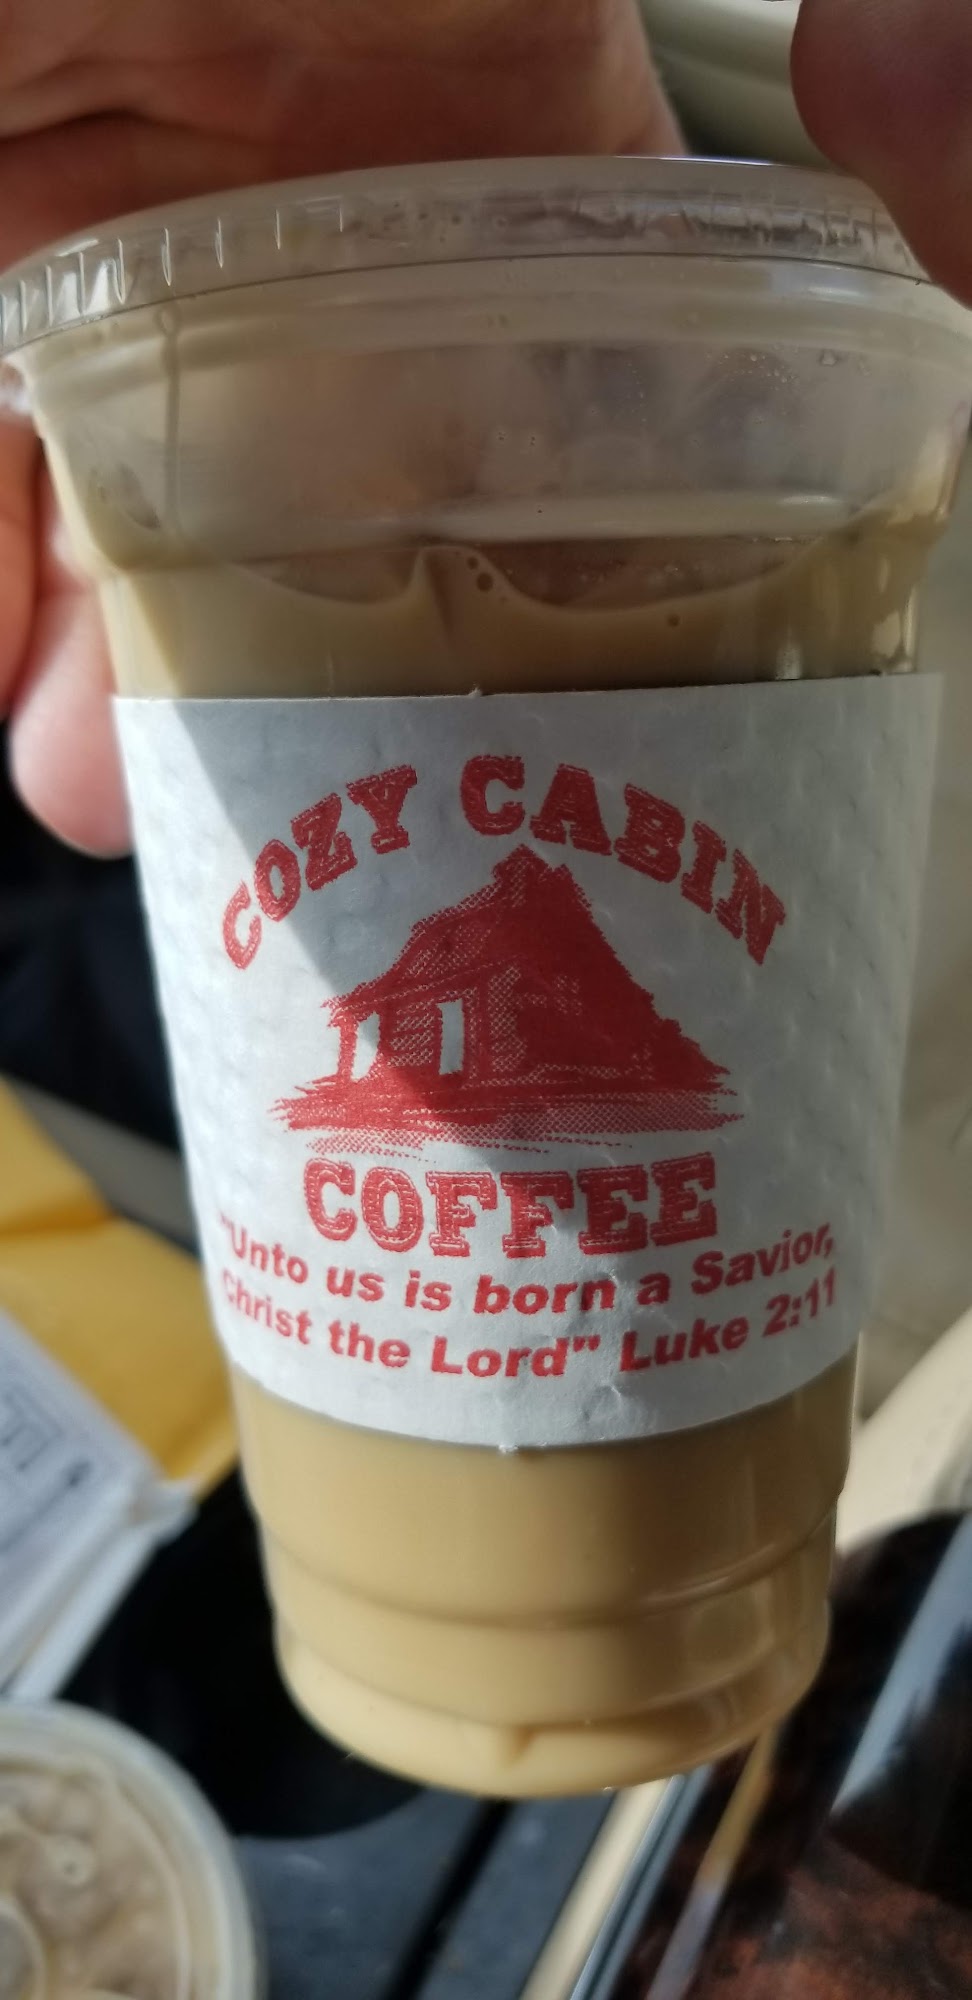 COZY CABIN
COFFEE
"Unto us is born a Savior,
Christ the Lord" Luke 2:11